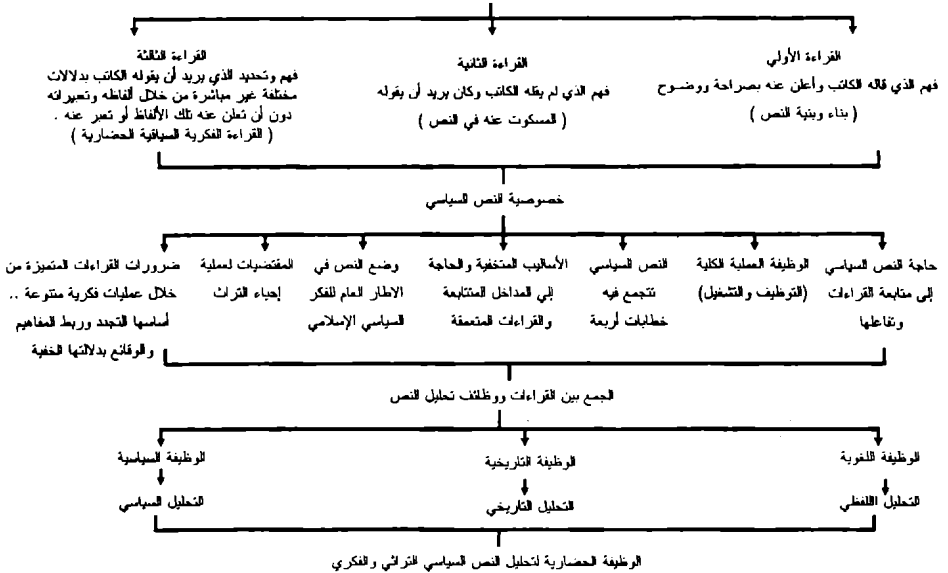 القراءة الأولي
فهم الذي قاله الكاتب وأعلن عنه بصراحة ووضوح
( بناء وبنية النص )
القراءة الثانية
فهم الذي لم يقله الكاتب وكان يريد أن يقوله
( المسكوت عنه في النص )
القراءة الثالثة
فهم وتحديد الذي يريد أن يقوله الكاتب بدلالات
مختلفة غير مباشرة من خلال ألفاظه وتعبيراته
دون أن تعلن عنه تلك الألفاظ أو تعبر عنه .
( القراءة الفكرية السياقية الحضارية )
خصوصية النص السياسي
حاجة النص السياسي
إلى متابعة القراءات
وتفاعلها
الوظيفة العملية الكلية
(التوظيف والتشغيل)
النص السياسي
تتجمع فيه
خطابات أربعة
الأساليب المتخفية والحاجة
إلي المداخل المتتابعة
والقراءات المتعمقة
وضع النص في
الاطار العام للفكر
السياسي الإسلامي
المقتضيات لعملية
إحياء التراث
ضرورات القراءات المتميزة من
خلال عمليات فكرية متنوعة ..
أساسها التجدد وربط المفاهيم
والوقائع بدلالتها الخفية
الجمع بين القراءات ووظائف تحليل النص
الوظيفة اللغوية
الوظيفة التاريخية
الوظيفة السياسية
التحليل اللفظي
التحليل التاريخي
التحليل السياسي
الوظيفة الحضارية لتحليل النص السياسي التراثي والفكري